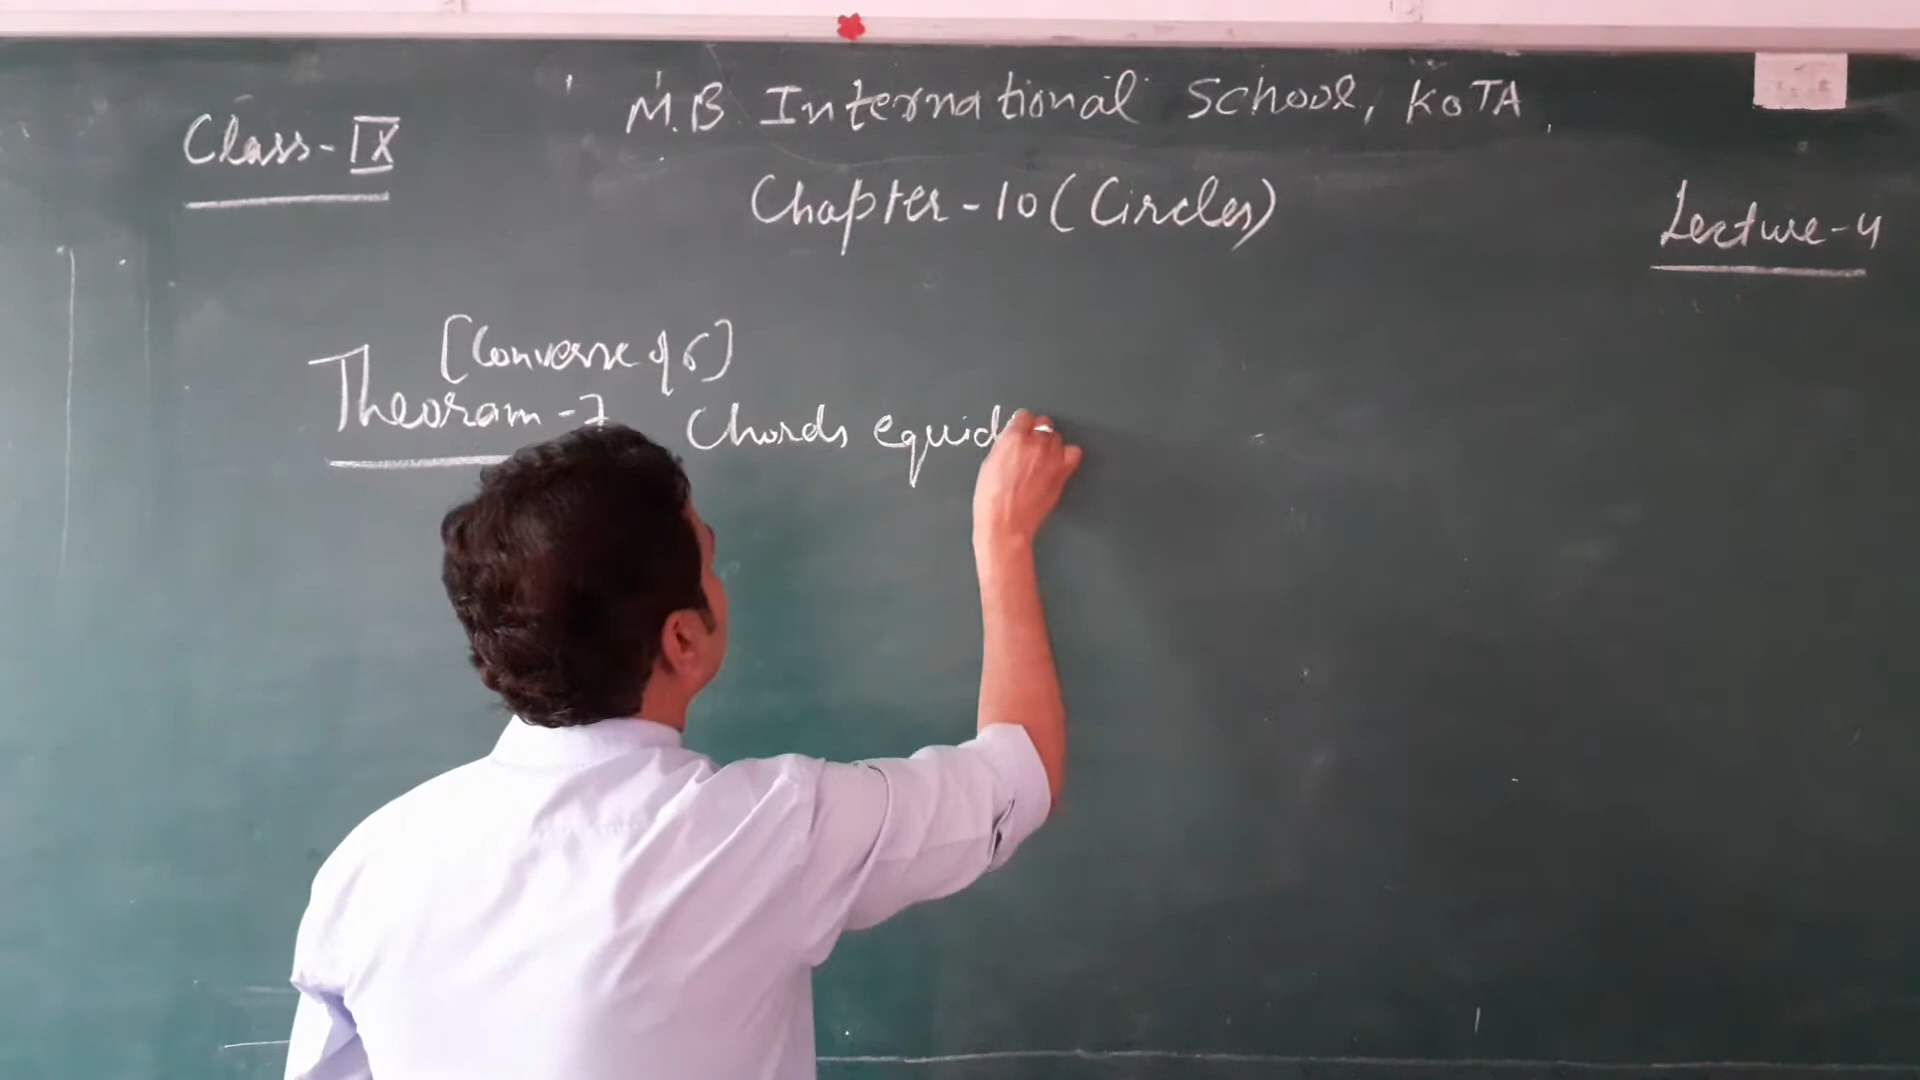 M.B International School, KOTA
Class-IX
Chapter-10 (Circles)
Lecture-4
[Converse of 6]
Theoram-7 Chords equid